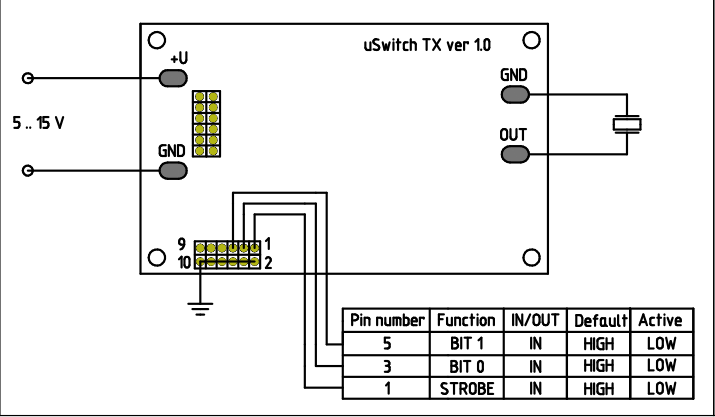 uSwitch TX ver 1.0
+U
GND
5 .. 15 V
OUT
GND
9 1
10 2
Pin number Function IN/OUT Default Active
5 BIT 1 IN HIGH LOW
3 BIT 0 IN HIGH LOW
1 STROBE IN HIGH LOW